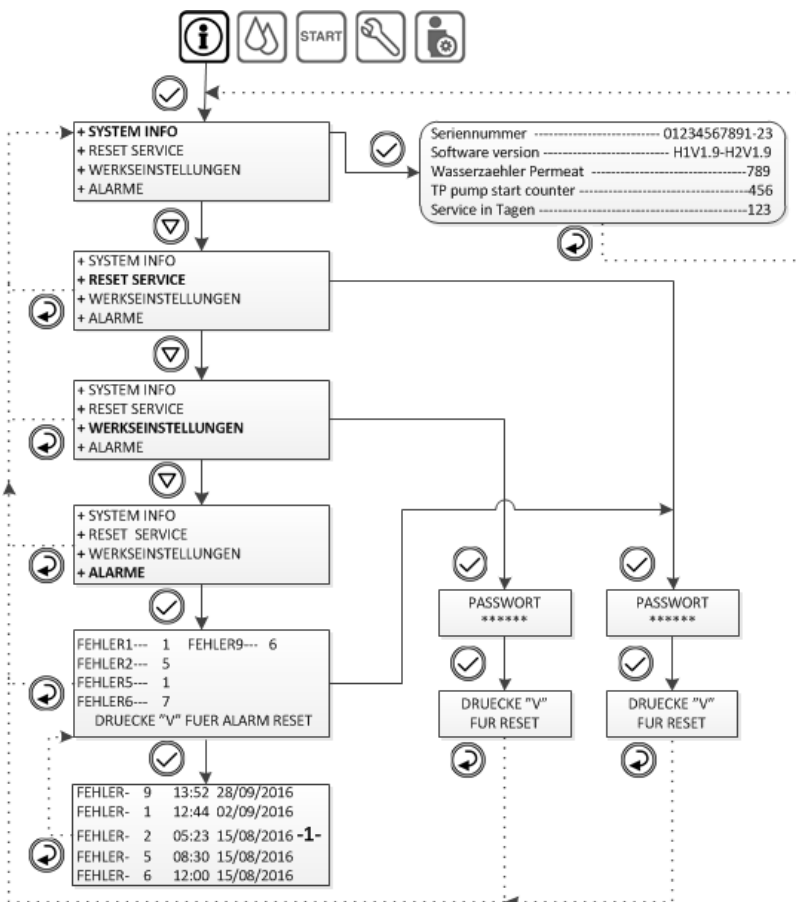 START
+ SYSTEM INFO
+ RESET SERVICE
+ WERKSEINSTELLUNGEN
+ ALARME
Seriennummer ------------------- 01234567891-23
Software version ------------------- H1V1.9-H2V1.9
Wasserzaehler Permeat -----------------------789
TP pump start counter -------------------------456
Service in Tagen -------------------------------123
+ SYSTEM INFO
+ RESET SERVICE
+ WERKSEINSTELLUNGEN
+ ALARME
+ SYSTEM INFO
+ RESET SERVICE
+ WERKSEINSTELLUNGEN
+ ALARME
+ SYSTEM INFO
+ RESET SERVICE
+ WERKSEINSTELLUNGEN
+ ALARME
PASSWORT
******
PASSWORT
******
FEHLER1--- 1 FEHLER9--- 6
FEHLER2--- 5
FEHLER5--- 1
FEHLER6--- 7
DRUECKE "V" FUER ALARM RESET
DRUECKE "V"
FUR RESET
DRUECKE "V"
FUR RESET
FEHLER- 9 13:52 28/09/2016
FEHLER- 1 12:44 02/09/2016
FEHLER- 2 05:23 15/08/2016 -1-
FEHLER- 5 08:30 15/08/2016
FEHLER- 6 12:00 15/08/2016